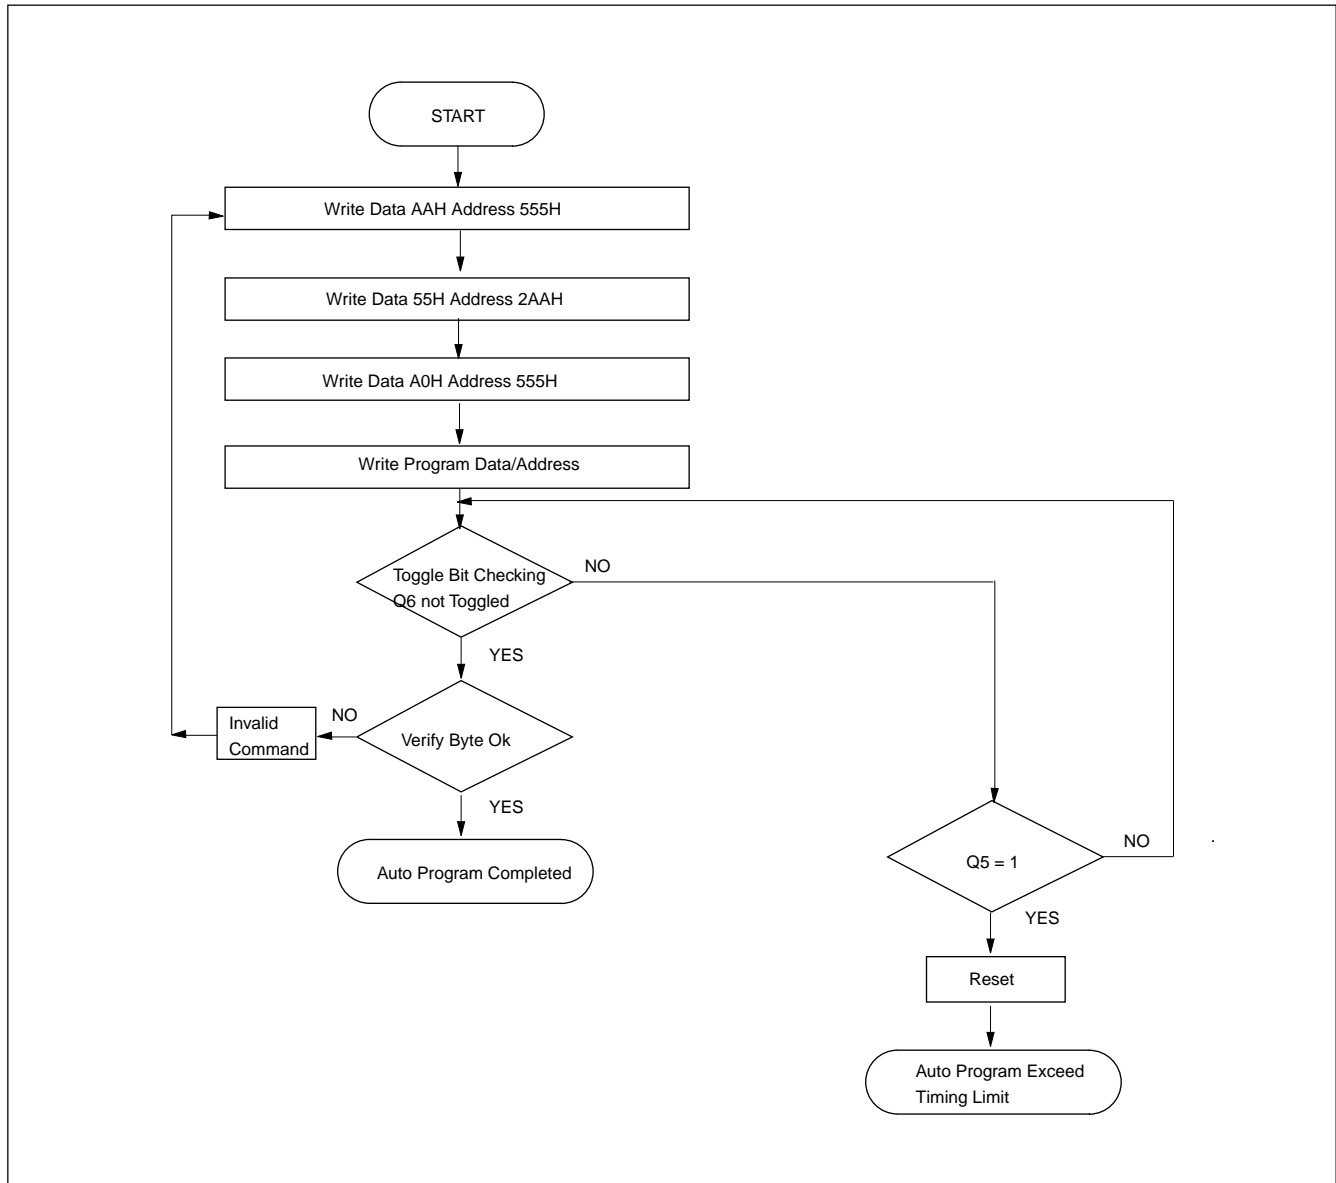 START
Write Data AAH Address 555H
Write Data 55H Address 2AAH
Write Data A0H Address 555H
Write Program Data/Address
Toggle Bit Checking
Q6 not Toggled
NO
YES
Invalid
Command
NO
Verify Byte Ok
YES
Auto Program Completed
Q5 = 1
NO
YES
Reset
Auto Program Exceed
Timing Limit